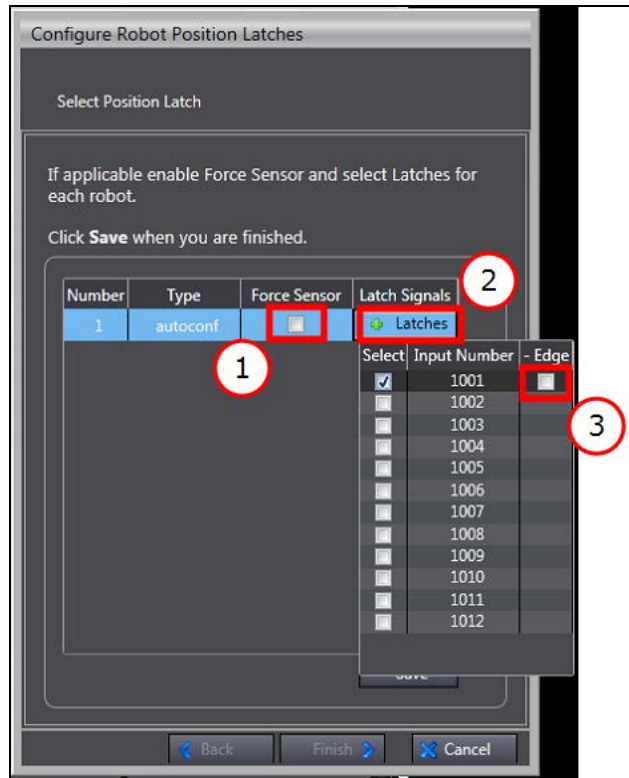 Configure Robot Position Latches
Select Position Latch
If applicable enable Force Sensor and select Latches for
each robot.
Click Save when you are finished.
2
Number Type Force Sensor Latch Signals
1 autoconf Latches
1
Select Input Number - Edge
1001
1002
3
1003
1004
1005
1006
1007
1008
1009
1010
1011
1012
Save
Back Finish Cancel